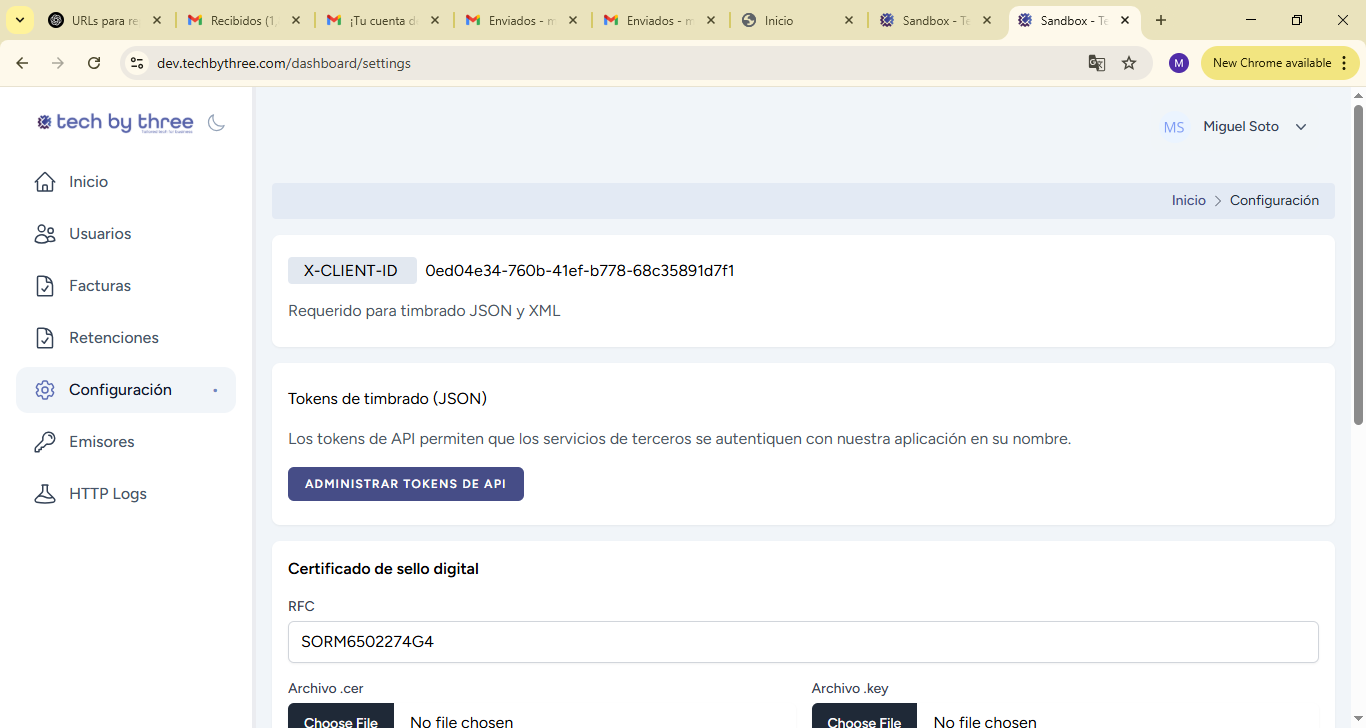 URLs para re
Recibidos (1,
¡Tu cuenta d
Enviados - m
Enviados - m
Inicio
Sandbox - Te
Sandbox - Te
dev.techbythree.com/dashboard/settings
M
New Chrome available
tech by three
MS
Miguel Soto
Inicio
Usuarios
Facturas
Retenciones
Configuración
Emisores
HTTP Logs
Inicio > Configuración
X-CLIENT-ID 0ed04e34-760b-41ef-b778-68c35891d7f1
Requerido para timbrado JSON y XML
Tokens de timbrado (JSON)
Los tokens de API permiten que los servicios de terceros se autentiquen con nuestra aplicación en su nombre.
ADMINISTRAR TOKENS DE API
Certificado de sello digital
RFC
SORM6502274G4
Archivo .cer
Archivo .key
Choose File No file chosen
Choose File No file chosen